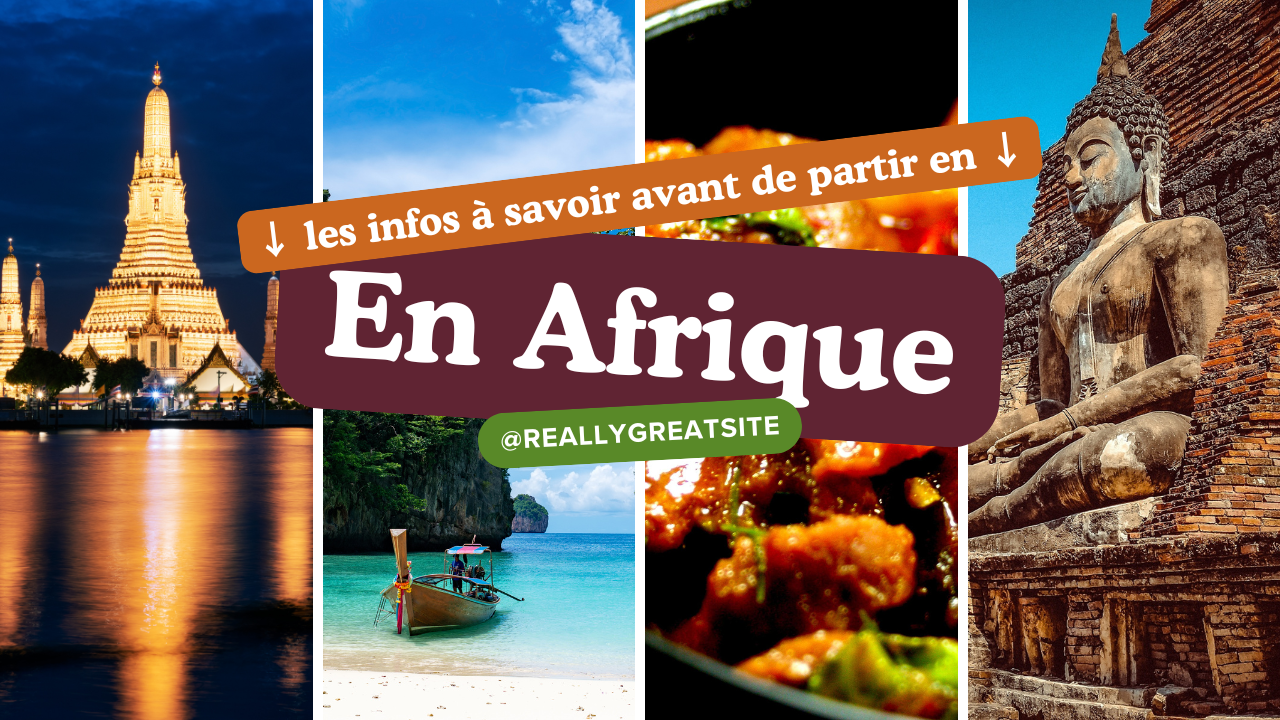 ↓ les infos à savoir avant de partir en ↓
En Afrique
@REALLYGREATSITE